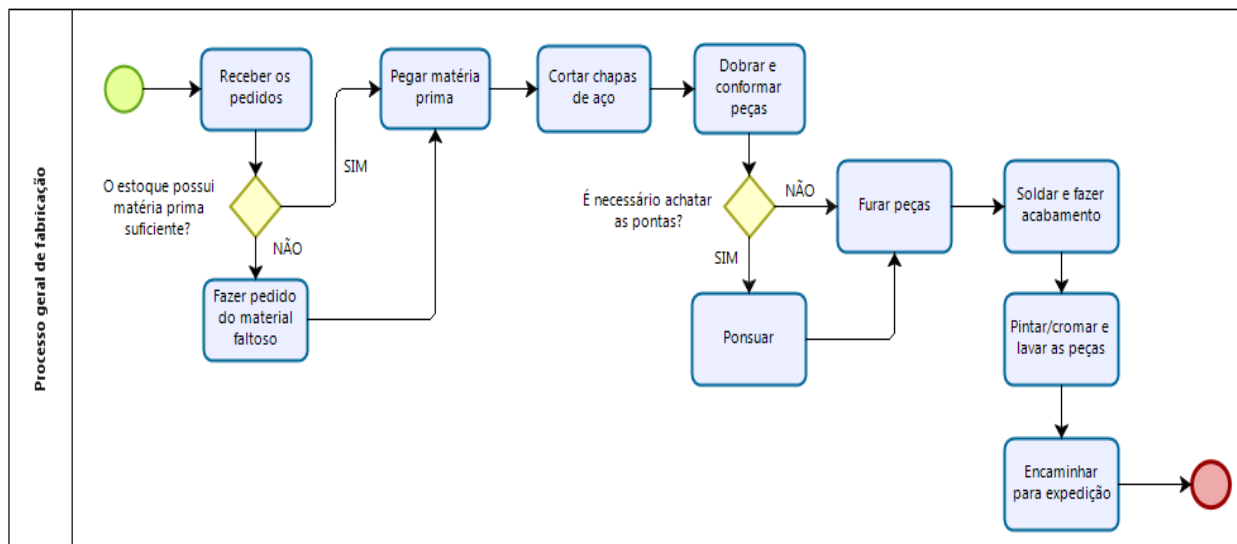 Processo geral de fabricação
Receber os
pedidos
O estoque possui
matéria prima
suficiente?
SIM
NÃO
Fazer pedido
do material
faltoso
Pegar matéria
prima
Cortar chapas
de aço
Dobrar e
conformar
peças
É necessário achatar
as pontas?
NÃO
SIM
Ponsuar
Furar peças
Soldar e fazer
acabamento
Pintar/cromar e
lavar as peças
Encaminhar
para expedição